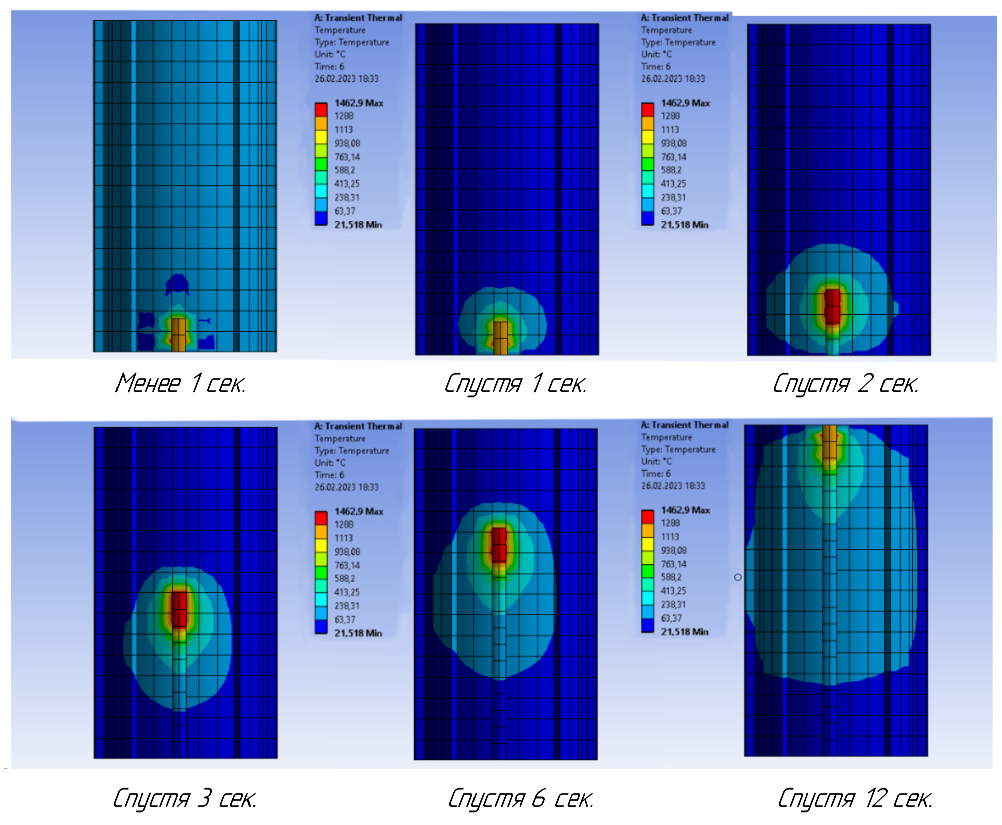 A: Transient Thermal
Temperature
Type: Temperature
Unit: °C
Time: 6
26.02.2023 18:33
1462,9 Max
1288
1113
938,08
763,14
588,2
413,25
238,31
63,37
21,518 Min
A: Transient Thermal
Temperature
Type: Temperature
Unit: °C
Time: 6
26.02.2023 18:33
1462,9 Max
1288
1113
938,08
763,14
588,2
413,25
238,31
63,37
21,518 Min
Менее 1 сек.
Спустя 1 сек.
Спустя 2 сек.
A: Transient Thermal
Temperature
Type: Temperature
Unit: °C
Time: 6
26.02.2023 18:33
1462,9 Max
1288
1113
938,08
763,14
588,2
413,25
238,31
63,37
21,518 Min
A: Transient Thermal
Temperature
Type: Temperature
Unit: °C
Time: 6
26.02.2023 18:33
1462,9 Max
1288
1113
938,08
763,14
588,2
413,25
238,31
63,37
21,518 Min
Спустя 3 сек.
Спустя 6 сек.
Спустя 12 сек.